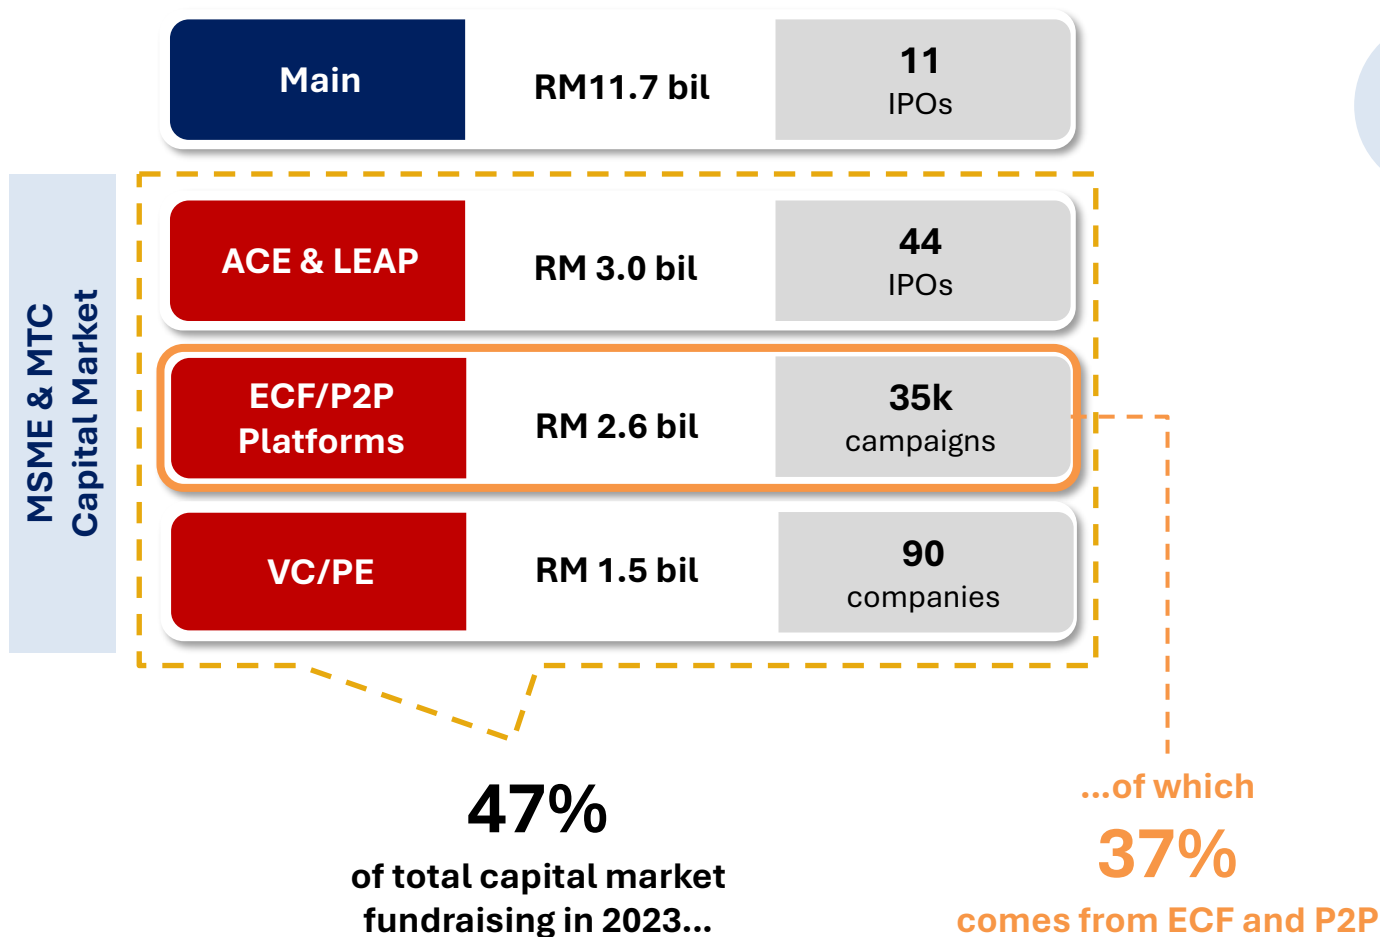 Main
RM11.7 bil
11
IPOs
MSME & MTC
Capital Market
ACE & LEAP
RM 3.0 bil
44
IPOs
ECF/P2P
Platforms
RM 2.6 bil
35k
campaigns
VC/PE
RM 1.5 bil
90
companies
47%
of total capital market
fundraising in 2023...
...of which
37%
comes from ECF and P2P